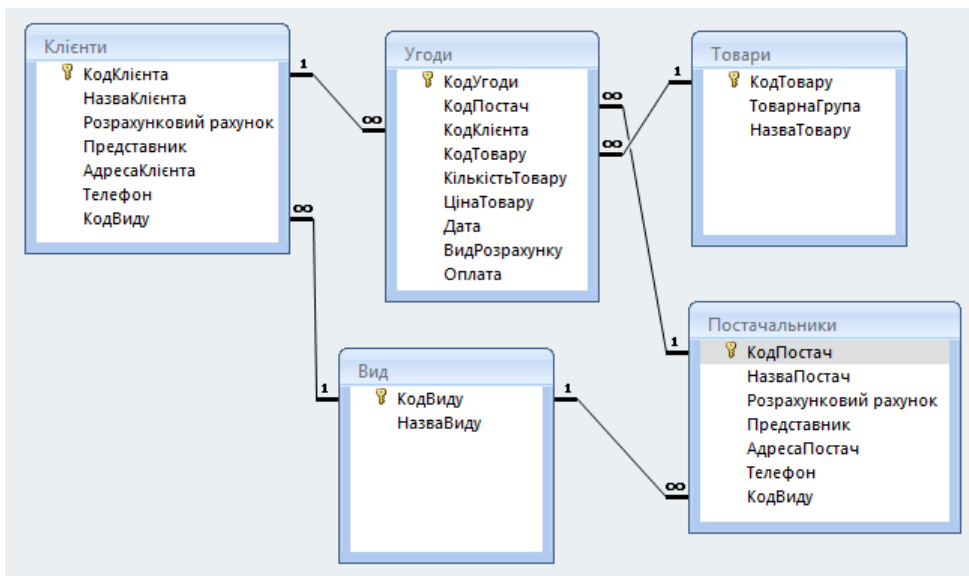 Клієнти
КодКлієнта
НазваКлієнта
Розрахунковий рахунок
Представник
АдресаКлієнта
Телефон
КодВиду
1
∞
∞
1
Угоди
КодУгоди
КодПостач
КодКлієнта
КодТовару
КількістьТовару
ЦінаТовару
Дата
ВидРозрахунку
Оплата
∞
∞
1
1
Товари
КодТовару
ТоварнаГрупа
НазваТовару
Вид
КодВиду
НазваВиду
1
∞
Постачальники
КодПостач
НазваПостач
Розрахунковий рахунок
Представник
АдресаПостач
Телефон
КодВиду